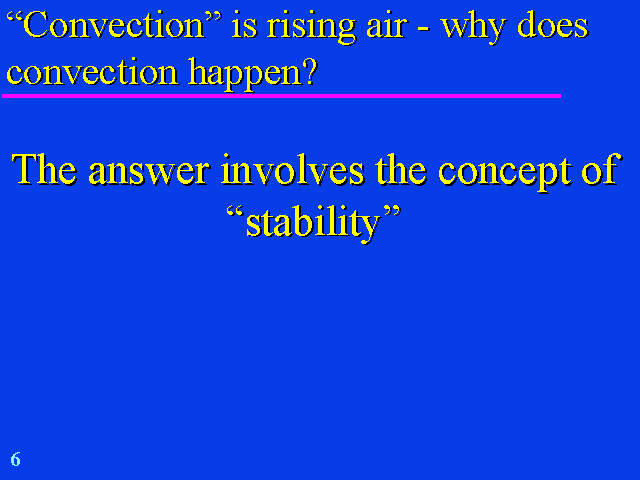 “Convection” is rising air - why does
convection happen?
The answer involves the concept of
“stability”
6